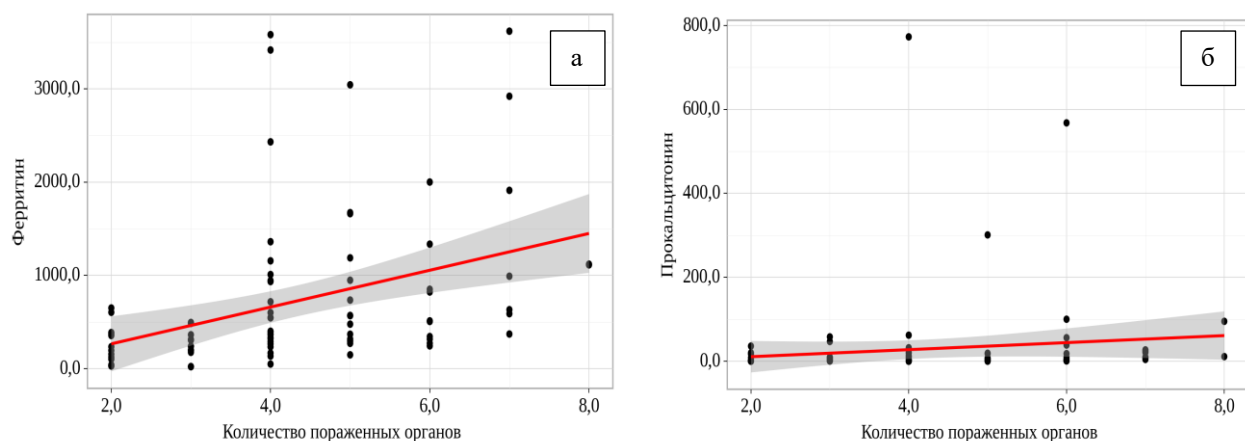 а
Ферритин
3000,0
2000,0
1000,0
0,0
2,0 4,0 6,0 8,0
Количество пораженных органов
б
Прокальцитонин
800,0
600,0
400,0
200,0
0,0
2,0 4,0 6,0 8,0
Количество пораженных органов